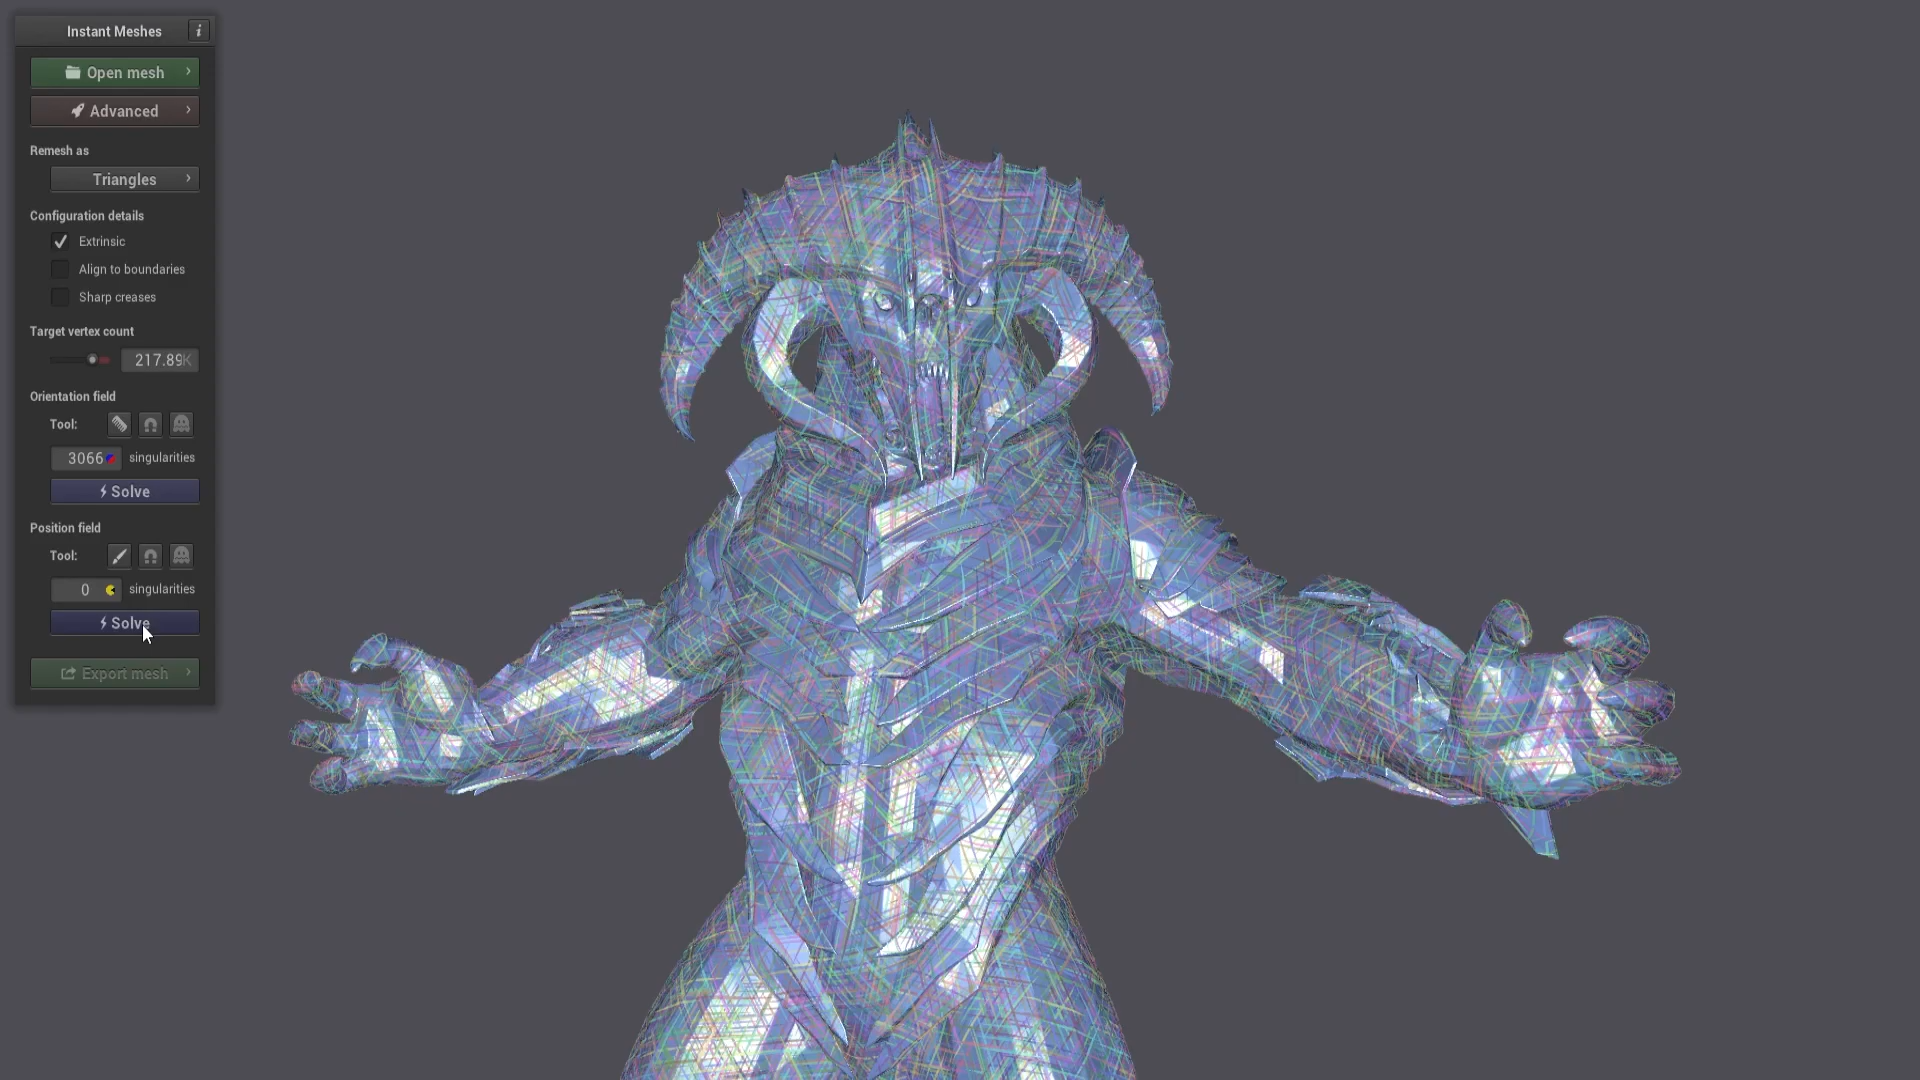 Instant Meshes i
Open mesh
Advanced
Remesh as
Triangles
Configuration details
Extrinsic
Align to boundaries
Sharp creases
Target vertex count
217.89K
Orientation field
Tool:
3066 singularities
Solve
Position field
Tool:
0 singularities
Solve
Export mesh